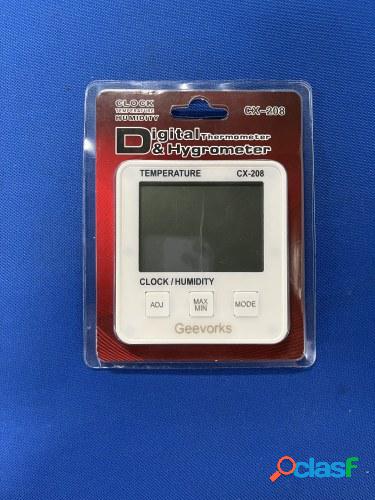 CLOCK
TEMPERATURE
HUMIDITY
CX-208
Digital Thermometer
& Hygrometer
TEMPERATURE CX-208
CLOCK / HUMIDITY
ADJ
MAX
MIN
MODE
Geevorks
clasf